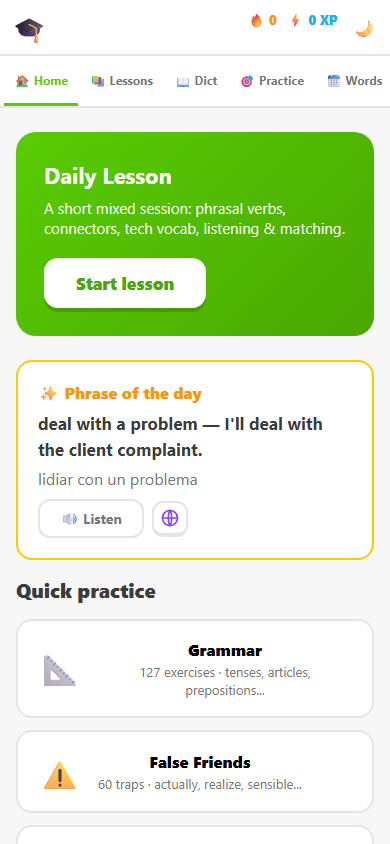 0 0 XP
Home Lessons Dict Practice Words
Daily Lesson
A short mixed session: phrasal verbs,
connectors, tech vocab, listening & matching.
Start lesson
Phrase of the day
deal with a problem — I'll deal with
the client complaint.
lidiar con un problema
Listen
Quick practice
Grammar
127 exercises · tenses, articles,
prepositions...
False Friends
60 traps · actually, realize, sensible...